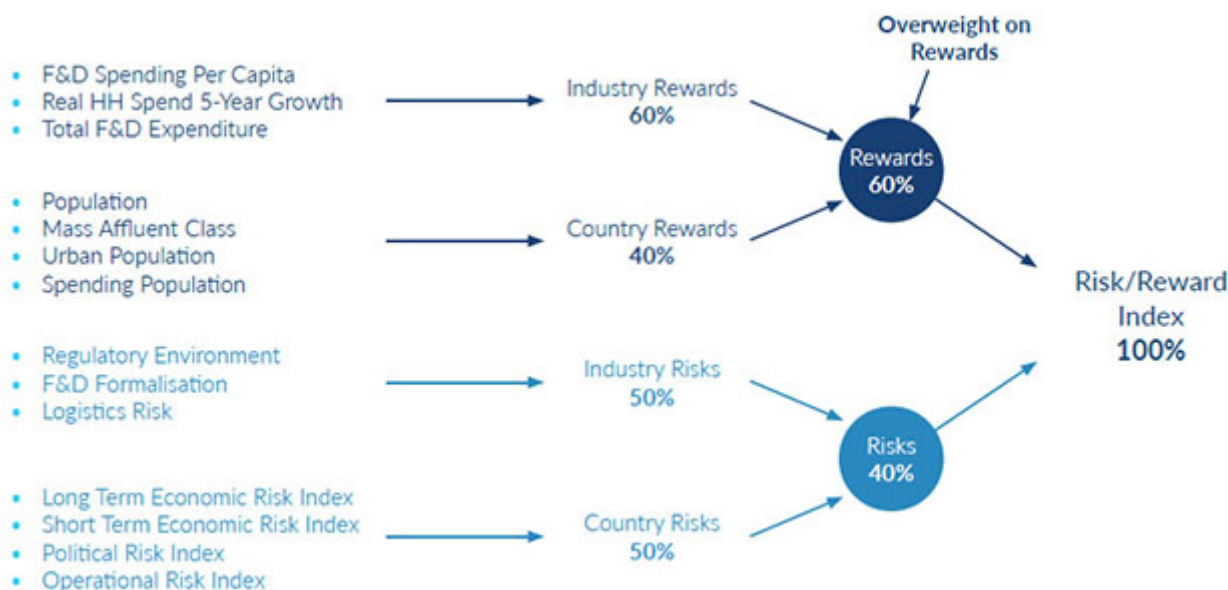 Overweight on
Rewards
• F&D Spending Per Capita
• Real HH Spend 5-Year Growth
• Total F&D Expenditure
Industry Rewards
60%
Rewards
60%
• Population
• Mass Affluent Class
• Urban Population
• Spending Population
Country Rewards
40%
Risk/Reward
Index
100%
• Regulatory Environment
• F&D Formalisation
• Logistics Risk
Industry Risks
50%
Risks
40%
• Long Term Economic Risk Index
• Short Term Economic Risk Index
• Political Risk Index
• Operational Risk Index
Country Risks
50%